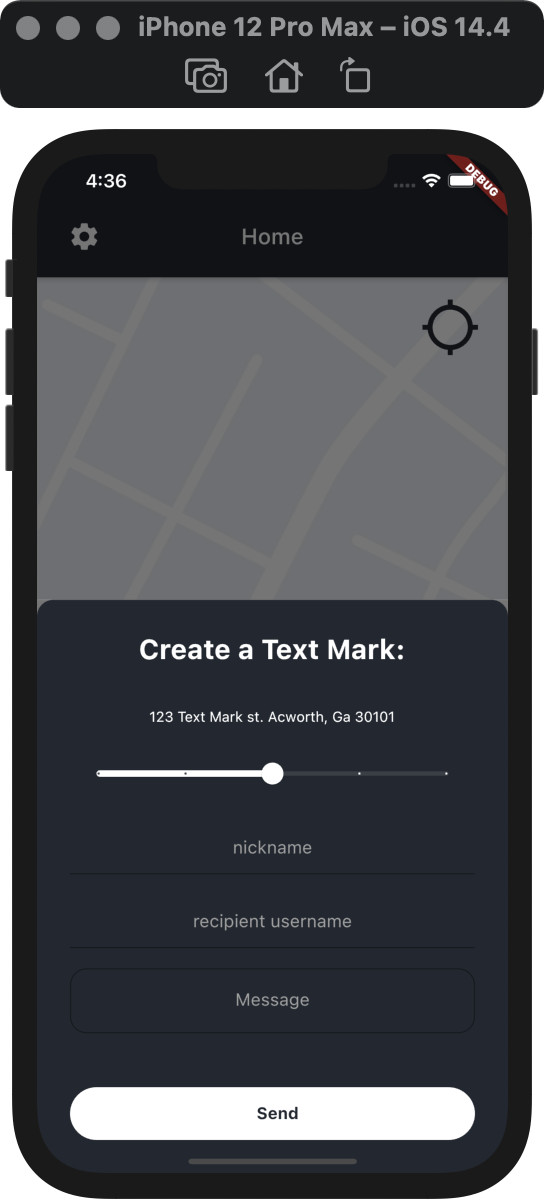 iPhone 12 Pro Max – iOS 14.4
4:36
DEBUG
Home
Create a Text Mark:
123 Text Mark st. Acworth, Ga 30101
nickname
recipient username
Message
Send